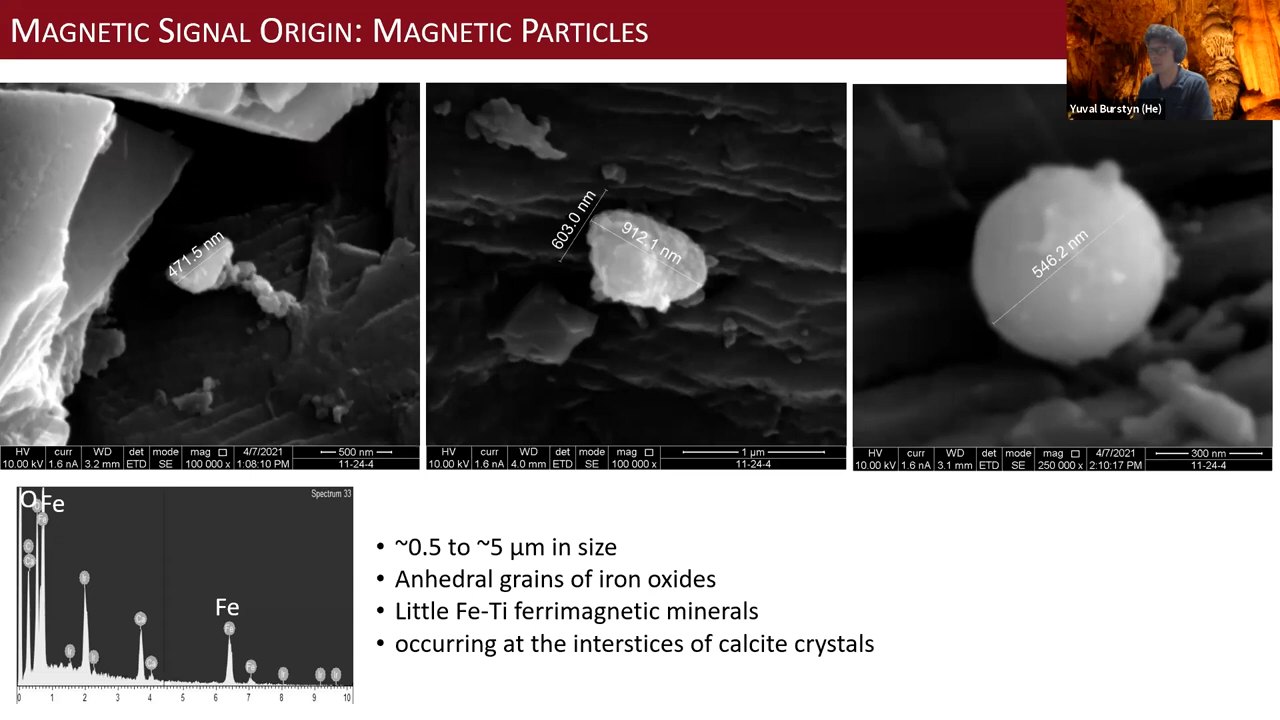 MAGNETIC SIGNAL ORIGIN: MAGNETIC PARTICLES
Yuval Burstyn (He)
471.5 nm
603.0 nm
912.1 nm
546.2 nm
HV curr WD det mode mag 4/7/2021 500 nm
10.00 kV 1.6 nA 3.2 mm ETD SE 100 000 x 1:08:10 PM 11-24-4
HV curr WD det mode mag 1 µm
10.00 kV 1.6 nA 4.0 mm ETD SE 100 000 x 11-24-4
HV curr WD det mode mag 4/7/2021 300 nm
10.00 kV 1.6 nA 3.1 mm ETD SE 250 000 x 2:10:17 PM 11-24-4
Spectrum 33
O Fe
Fe
Ca
Ca
Fe
Fe
0 1 2 3 4 5 6 7 8 9 10
• ~0.5 to ~5 µm in size
• Anhedral grains of iron oxides
• Little Fe-Ti ferrimagnetic minerals
• occurring at the interstices of calcite crystals